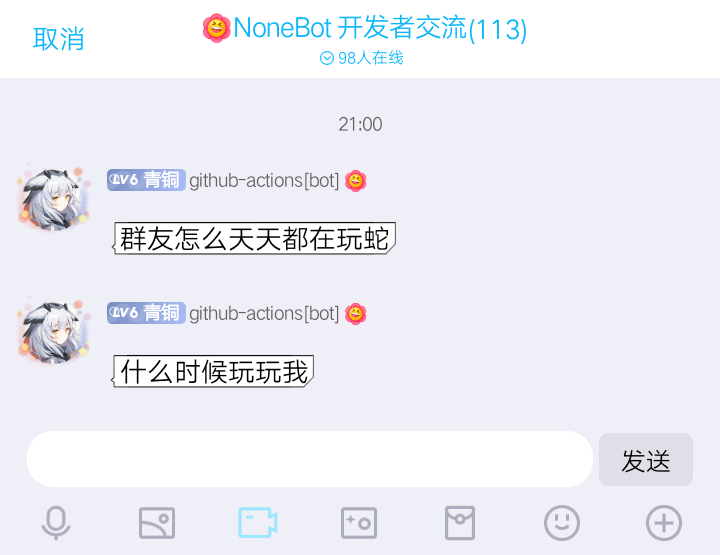 取消
NoneBot 开发者交流(113)
98人在线
21:00
LV6 青铜 github-actions[bot]
群友怎么天天都在玩蛇
LV6 青铜 github-actions[bot]
什么时候玩玩我
发送